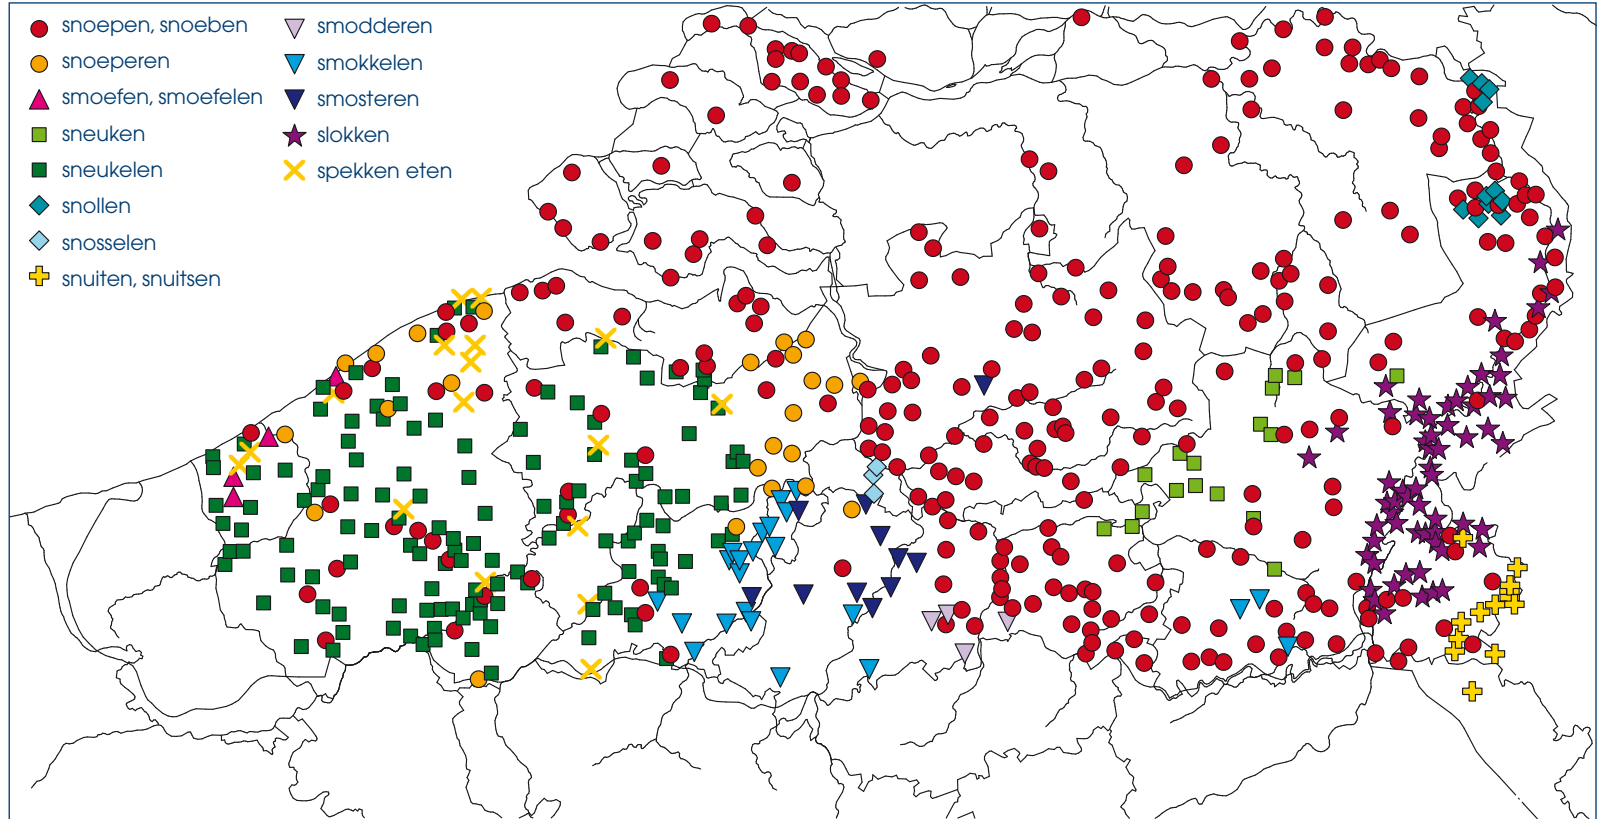 snoepen, snoeben
snoeperen
smoefen, smoefelen
sneuken
sneukelen
snollen
snosselen
snuiten, snuitsen
smodderen
smokkelen
smosteren
slokken
spekken eten